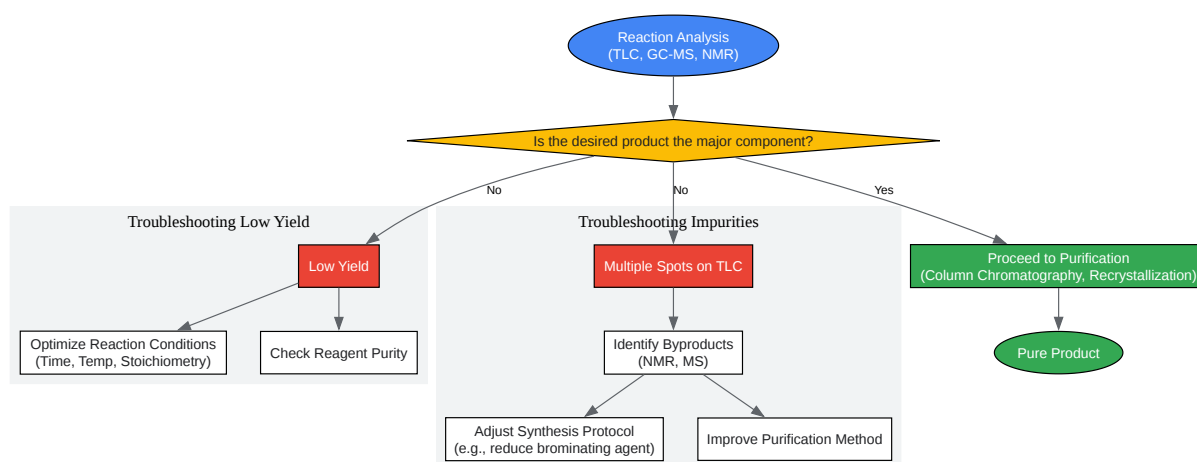 Reaction Analysis
(TLC, GC-MS, NMR)
Is the desired product the major component?
No
No
Yes
Troubleshooting Low Yield
Troubleshooting Impurities
Low Yield
Multiple Spots on TLC
Proceed to Purification
(Column Chromatography, Recrystallization)
Optimize Reaction Conditions
(Time, Temp, Stoichiometry)
Check Reagent Purity
Identify Byproducts
(NMR, MS)
Pure Product
Adjust Synthesis Protocol
(e.g., reduce brominating agent)
Improve Purification Method